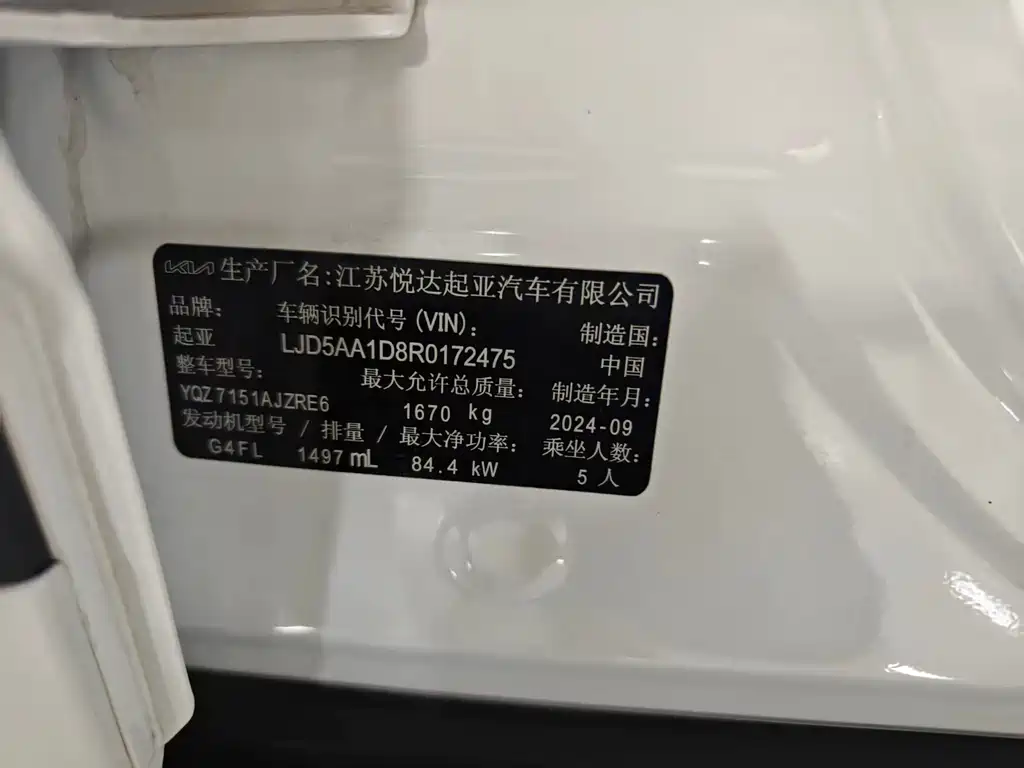 KIA 生产厂名:江苏悦达起亚汽车有限公司
品牌: 车辆识别代号(VIN): 制造国:
起亚 LJD5AA1D8R0172475 中国
整车型号: 最大允许总质量: 制造年月:
YQZ7151AJZRE6 1670 kg 2024-09
发动机型号 / 排量 / 最大净功率: 乘坐人数:
G4FL 1497 mL 84.4 kW 5 人